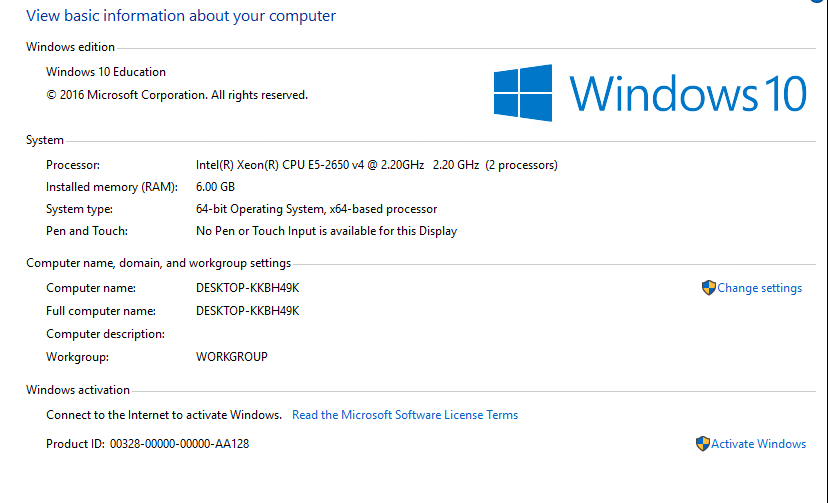 View basic information about your computer
Windows edition
Windows 10 Education
© 2016 Microsoft Corporation. All rights reserved.
Windows 10
System
Processor: Intel(R) Xeon(R) CPU E5-2650 v4 @ 2.20GHz 2.20 GHz (2 processors)
Installed memory (RAM): 6.00 GB
System type: 64-bit Operating System, x64-based processor
Pen and Touch: No Pen or Touch Input is available for this Display
Computer name, domain, and workgroup settings
Computer name: DESKTOP-KKBH49K Change settings
Full computer name: DESKTOP-KKBH49K
Computer description:
Workgroup: WORKGROUP
Windows activation
Connect to the Internet to activate Windows. Read the Microsoft Software License Terms
Product ID: 00328-00000-00000-AA128 Activate Windows